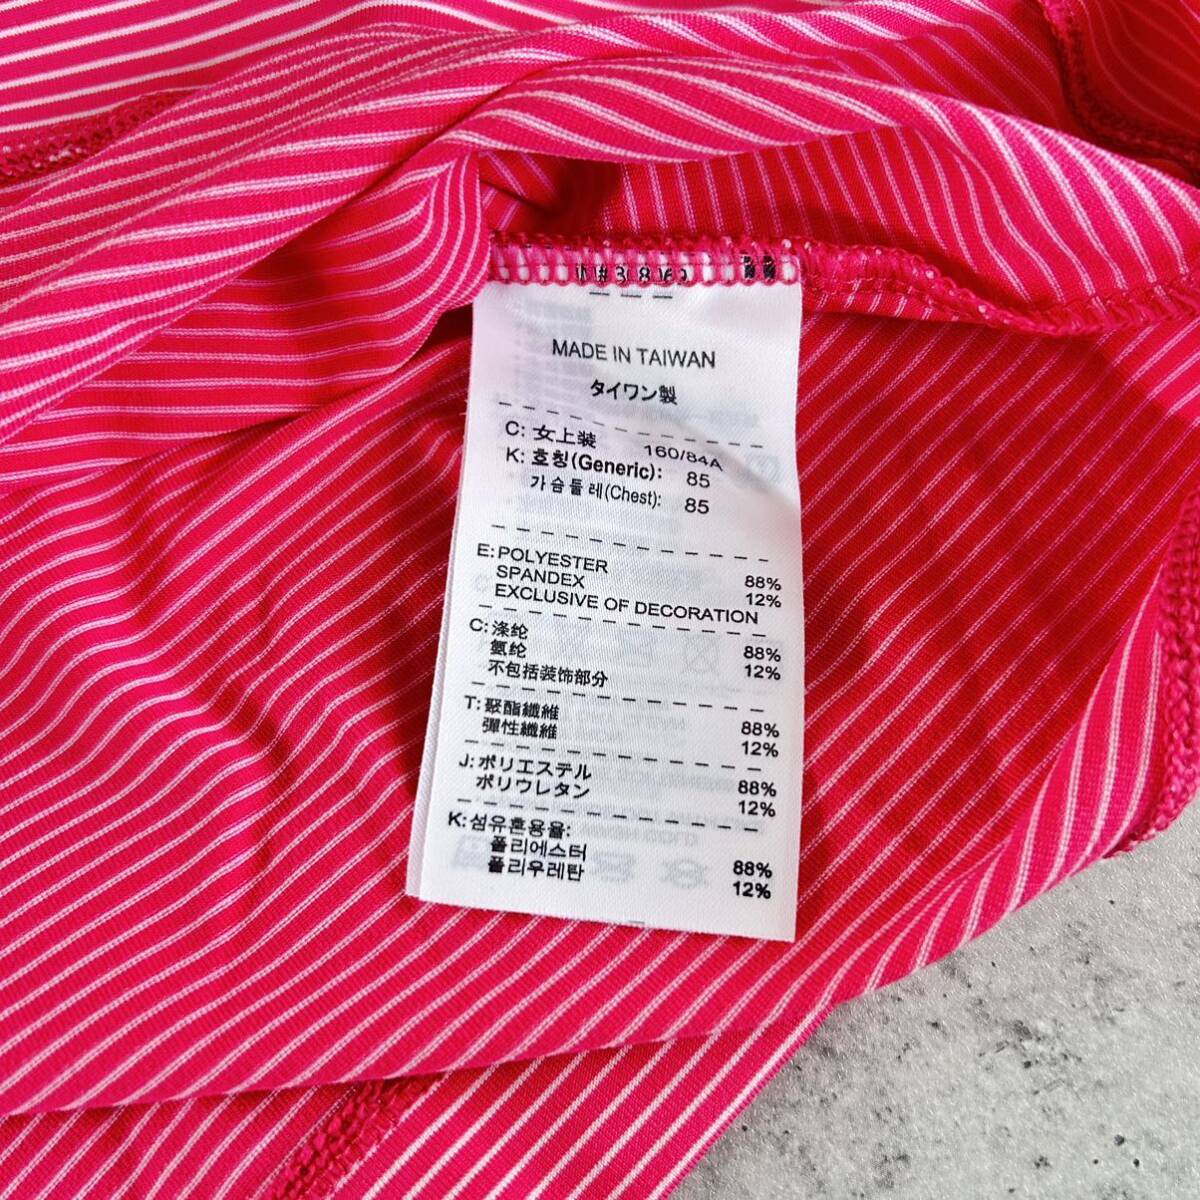 MADE IN TAIWAN
タイワン製
C: 女上装 160/84A
K: 호칭(Generic): 85
가슴둘레(Chest): 85
E: POLYESTER 88%
SPANDEX 12%
EXCLUSIVE OF DECORATION
C: 涤纶 88%
氨纶 12%
不包括装饰部分
T: 聚酯纖維 88%
彈性纖維 12%
J: ポリエステル 88%
ポリウレタン 12%
K: 섬유혼용율:
폴리에스터 88%
폴리우레탄 12%